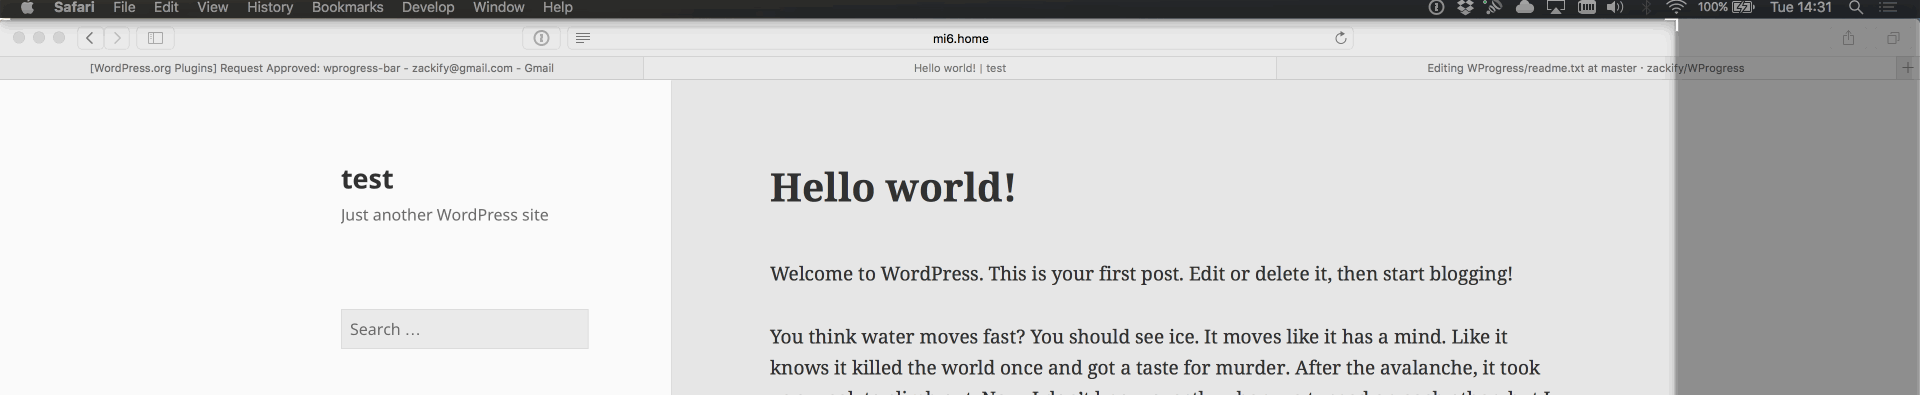 Safari File Edit View History Bookmarks Develop Window Help 100% Tue 14:31
mi6.home
[WordPress.org Plugins] Request Approved: wprogress-bar - zackify@gmail.com - Gmail
Hello world! | test
Editing WProgress/readme.txt at master · zackify/WProgress
test
Just another WordPress site
Search …
Hello world!
Welcome to WordPress. This is your first post. Edit or delete it, then start blogging!
You think water moves fast? You should see ice. It moves like it has a mind. Like it
knows it killed the world once and got a taste for murder. After the avalanche, it took